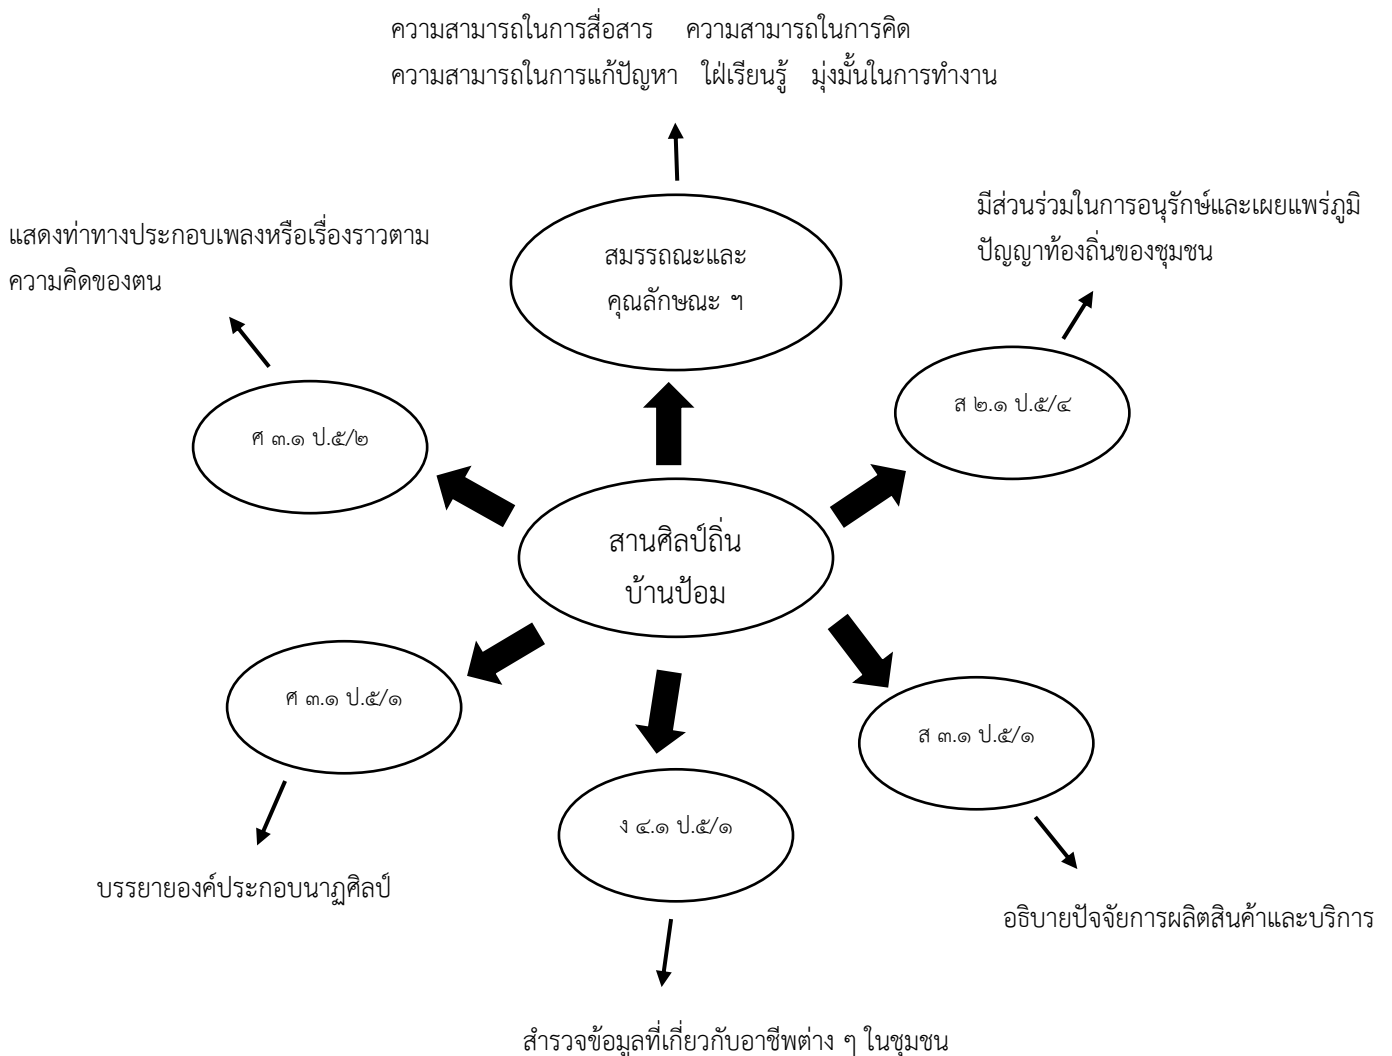 ความสามารถในการสื่อสาร ความสามารถในการคิด
ความสามารถในการแก้ปัญหา ใฝ่เรียนรู้ มุ่งมั้นในการทำงาน
แสดงท่าทางประกอบเพลงหรือเรื่องราวตาม
ความคิดของตน
สมรรถณะและ
คุณลักษณะ ฯ
มีส่วนร่วมในการอนุรักษ์และเผยแพร่ภูมิ
ปัญญาท้องถิ่นของชุมชน
ศ ๓.๑ ป.๕/๒
ส ๒.๑ ป.๕/๔
สานศิลป์ถิ่น
บ้านป้อม
ศ ๓.๑ ป.๕/๑
ส ๓.๑ ป.๕/๑
ง ๔.๑ ป.๕/๑
บรรยายองค์ประกอบนาฏศิลป์
อธิบายปัจจัยการผลิตสินค้าและบริการ
สำรวจข้อมูลที่เกี่ยวกับอาชีพต่าง ๆ ในชุมชน